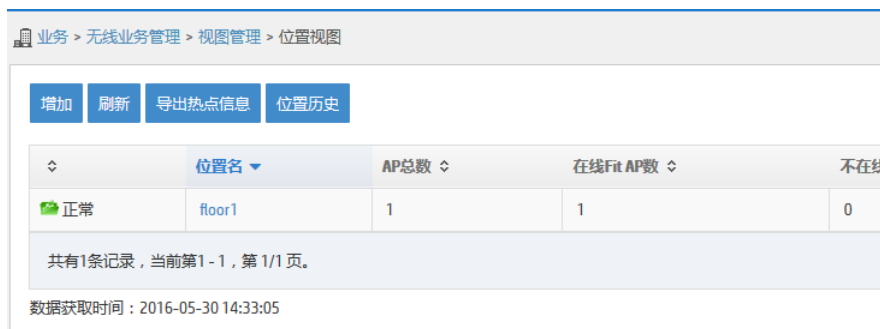 业务 > 无线业务管理 > 视图管理 > 位置视图
增加 刷新 导出热点信息 位置历史
位置名 AP总数 在线Fit AP数 不在线
正常 floor1 1 1 0
共有1条记录，当前第1 - 1，第 1/1 页。
数据获取时间：2016-05-30 14:33:05